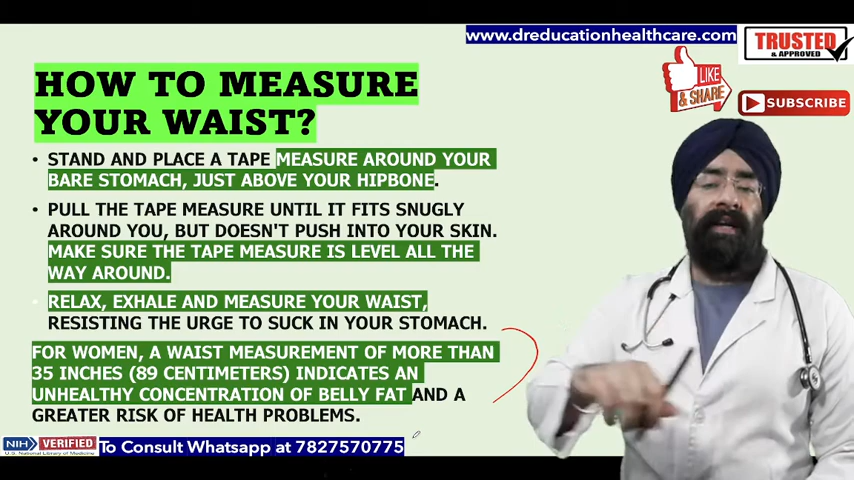 www.dreducationhealthcare.com
TRUSTED
& APPROVED
LIKE
& SHARE
SUBSCRIBE
HOW TO MEASURE
YOUR WAIST?
• STAND AND PLACE A TAPE MEASURE AROUND YOUR
BARE STOMACH, JUST ABOVE YOUR HIPBONE.
• PULL THE TAPE MEASURE UNTIL IT FITS SNUGLY
AROUND YOU, BUT DOESN'T PUSH INTO YOUR SKIN.
MAKE SURE THE TAPE MEASURE IS LEVEL ALL THE
WAY AROUND.
• RELAX, EXHALE AND MEASURE YOUR WAIST,
RESISTING THE URGE TO SUCK IN YOUR STOMACH.
FOR WOMEN, A WAIST MEASUREMENT OF MORE THAN
35 INCHES (89 CENTIMETERS) INDICATES AN
UNHEALTHY CONCENTRATION OF BELLY FAT AND A
GREATER RISK OF HEALTH PROBLEMS.
NIH VERIFIED
U.S. National Library of Medicine
To Consult Whatsapp at 7827570775